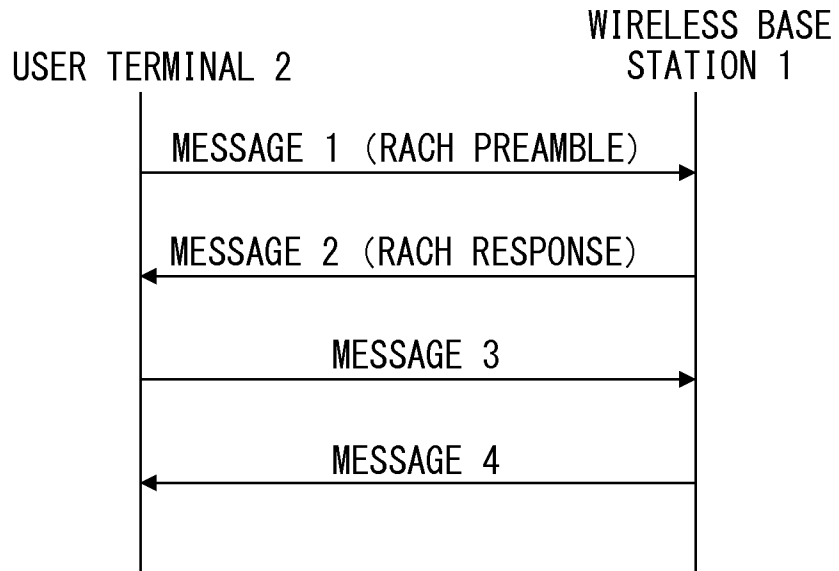 USER TERMINAL 2
WIRELESS BASE
STATION 1
MESSAGE 1 (RACH PREAMBLE)
MESSAGE 2 (RACH RESPONSE)
MESSAGE 3
MESSAGE 4